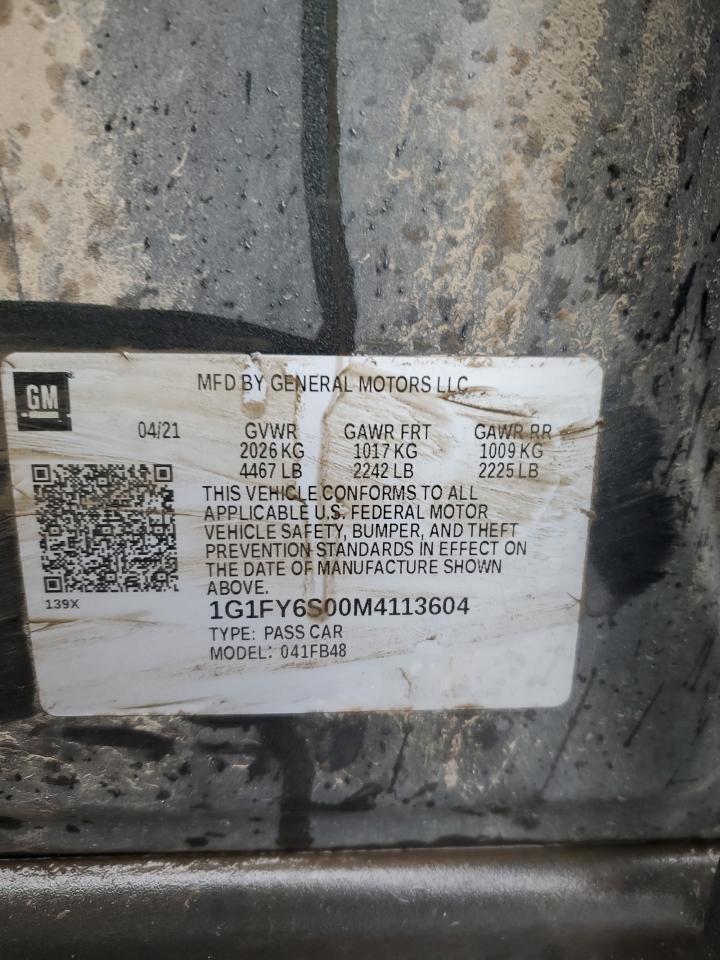 GM
MFD BY GENERAL MOTORS LLC
04/21 GVWR GAWR FRT GAWR RR
2026 KG 1017 KG 1009 KG
4467 LB 2242 LB 2225 LB
THIS VEHICLE CONFORMS TO ALL
APPLICABLE U.S. FEDERAL MOTOR
VEHICLE SAFETY, BUMPER, AND THEFT
PREVENTION STANDARDS IN EFFECT ON
THE DATE OF MANUFACTURE SHOWN
ABOVE.
139X
1G1FY6S00M4113604
TYPE: PASS CAR
MODEL: 041FB48